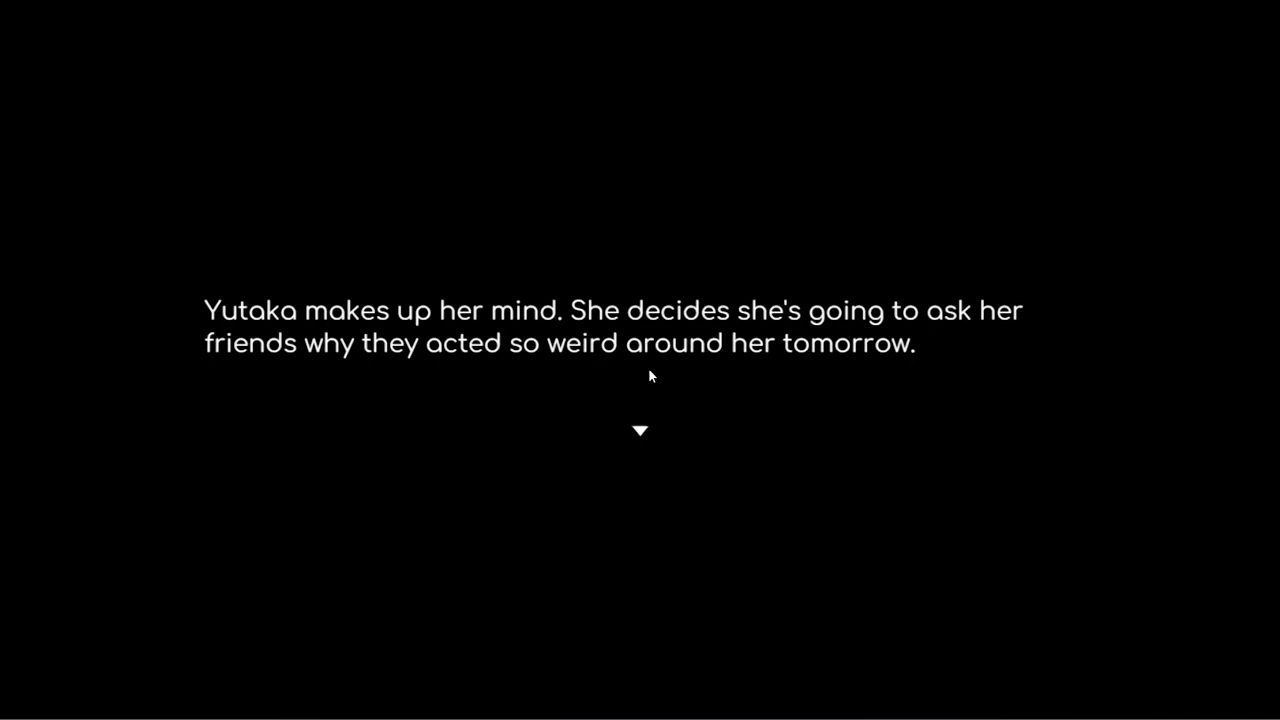 Yutaka makes up her mind. She decides she's going to ask her
friends why they acted so weird around her tomorrow.